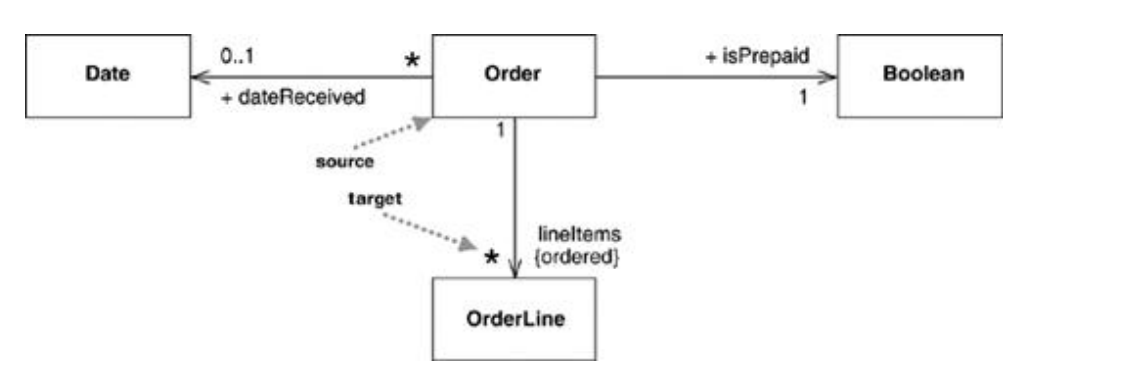 0..1
*
+ isPrepaid
Date
Order
Boolean
+ dateReceived
1
1
source
target
lineItems
*
{ordered}
OrderLine